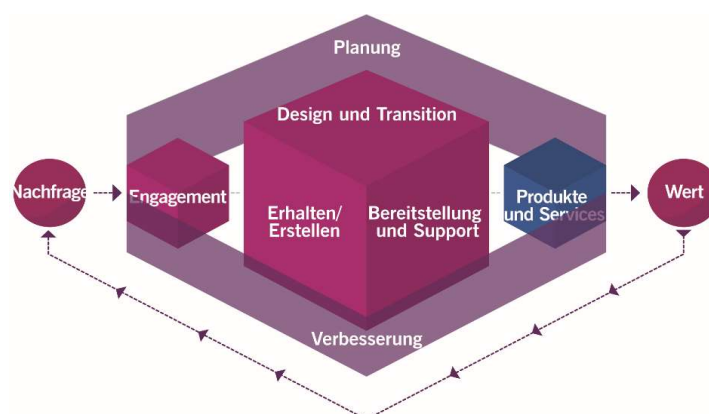 Planung
Design und Transition
Nachfrage
Engagement
Erhalten/
Erstellen
Bereitstellung
und Support
Produkte
und Services
Wert
Verbesserung